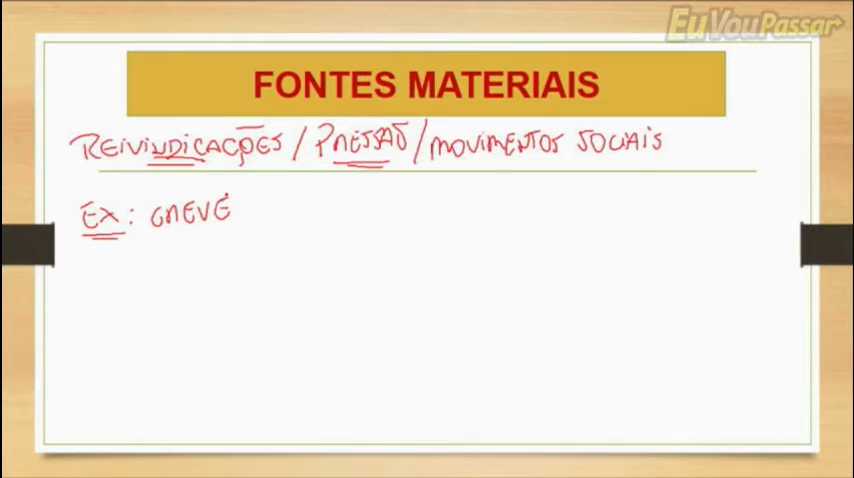 EuVouPassar
FONTES MATERIAIS
REIVINDICAÇÕES / PRESSÃO / MOVIMENTOS SOCIAIS
EX: GREVE